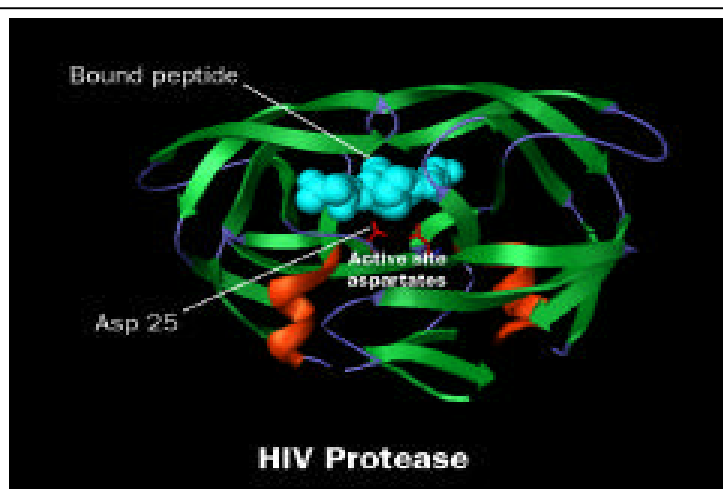 Bound peptide
Active site
aspartates
Asp 25
HIV Protease